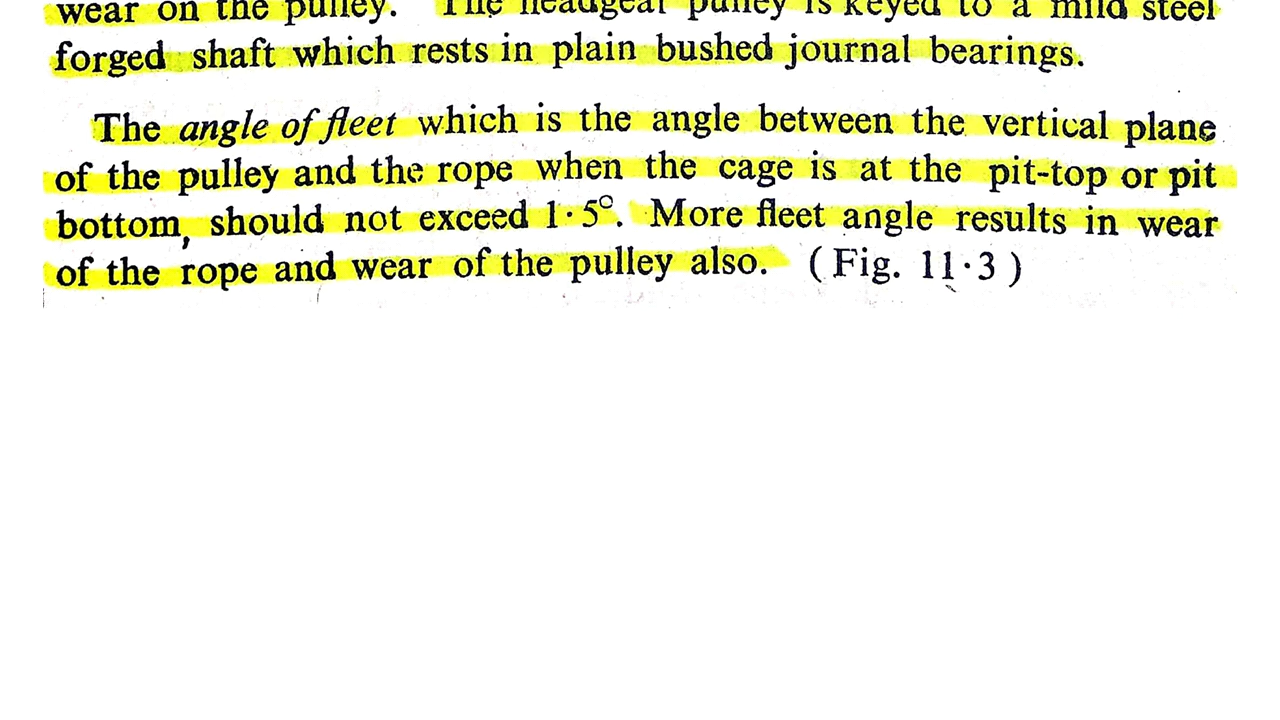 wear on the pulley. The headgear pulley is keyed to a mild steel
forged shaft which rests in plain bushed journal bearings.
The angle of fleet which is the angle between the vertical plane
of the pulley and the rope when the cage is at the pit-top or pit
bottom, should not exceed 1·5°. More fleet angle results in wear
of the rope and wear of the pulley also. (Fig. 11·3)